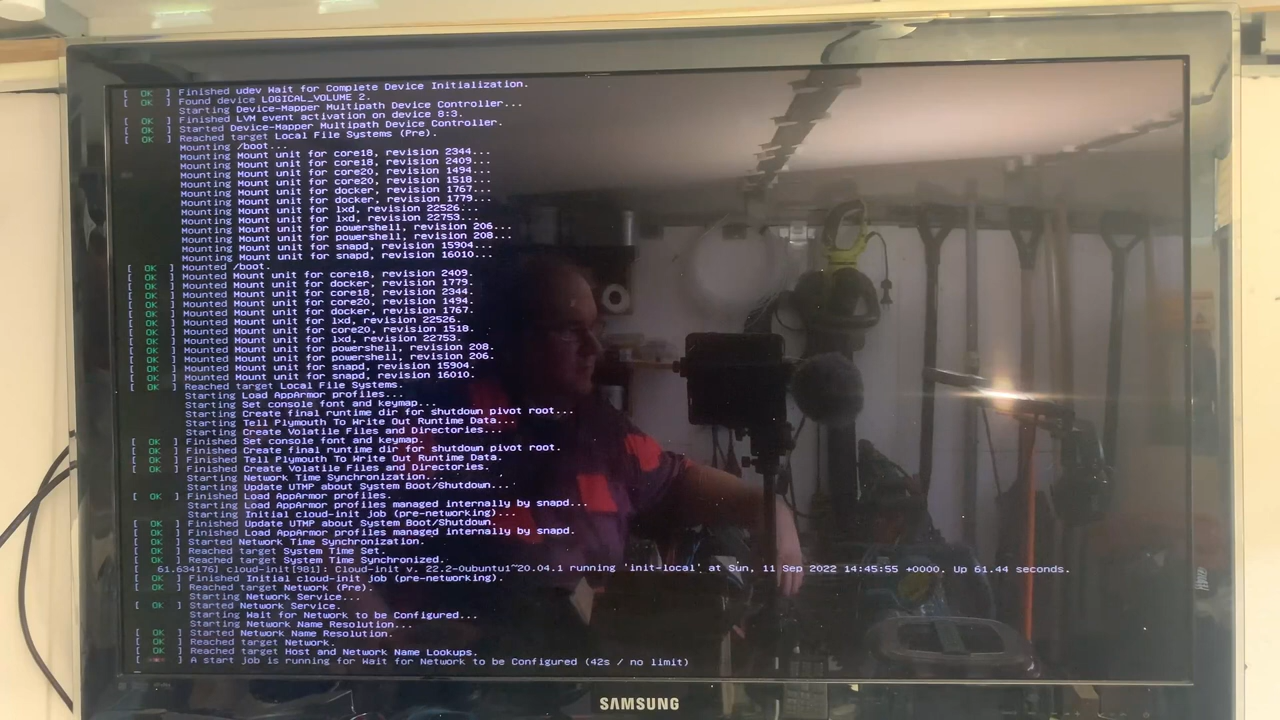 [ OK ] Finished udev Wait for Complete Device Initialization.
[ OK ] Found device LOGICAL_VOLUME 2.
Starting Device-Mapper Multipath Device Controller...
[ OK ] Finished LVM event activation on device 8:3.
[ OK ] Started Device-Mapper Multipath Device Controller.
[ OK ] Reached target Local File Systems (Pre).
Mounting /boot...
Mounting Mount unit for core18, revision 2344...
Mounting Mount unit for core18, revision 2409...
Mounting Mount unit for core20, revision 1494...
Mounting Mount unit for core20, revision 1518...
Mounting Mount unit for docker, revision 1767...
Mounting Mount unit for docker, revision 1779...
Mounting Mount unit for lxd, revision 22526...
Mounting Mount unit for lxd, revision 22753...
Mounting Mount unit for powershell, revision 206...
Mounting Mount unit for powershell, revision 208...
Mounting Mount unit for snapd, revision 15904...
Mounting Mount unit for snapd, revision 16010...
[ OK ] Mounted /boot.
[ OK ] Mounted Mount unit for core18, revision 2409.
[ OK ] Mounted Mount unit for docker, revision 1779.
[ OK ] Mounted Mount unit for core18, revision 2344.
[ OK ] Mounted Mount unit for core20, revision 1494.
[ OK ] Mounted Mount unit for docker, revision 1767.
[ OK ] Mounted Mount unit for lxd, revision 22526.
[ OK ] Mounted Mount unit for core20, revision 1518.
[ OK ] Mounted Mount unit for lxd, revision 22753.
[ OK ] Mounted Mount unit for powershell, revision 208.
[ OK ] Mounted Mount unit for powershell, revision 206.
[ OK ] Mounted Mount unit for snapd, revision 15904.
[ OK ] Mounted Mount unit for snapd, revision 16010.
[ OK ] Reached target Local File Systems.
Starting Load AppArmor profiles...
Starting Set console font and keymap...
Starting Create final runtime dir for shutdown pivot root...
Starting Tell Plymouth To Write Out Runtime Data...
Starting Create Volatile Files and Directories...
[ OK ] Finished Set console font and keymap.
[ OK ] Finished Create final runtime dir for shutdown pivot root.
[ OK ] Finished Tell Plymouth To Write Out Runtime Data.
[ OK ] Finished Create Volatile Files and Directories.
Starting Network Time Synchronization...
Starting Update UTMP about System Boot/Shutdown...
[ OK ] Finished Load AppArmor profiles.
Starting Load AppArmor profiles managed internally by snapd...
Starting Initial cloud-init job (pre-networking)...
[ OK ] Finished Update UTMP about System Boot/Shutdown.
[ OK ] Finished Load AppArmor profiles managed internally by snapd.
[ OK ] Started Network Time Synchronization.
[ OK ] Reached target System Time Set.
[ OK ] Reached target System Time Synchronized.
[ 61.634176] cloud-init[981]: Cloud-init v. 22.2-0ubuntu1~20.04.1 running 'init-local' at Sun, 11 Sep 2022 14:45:55 +0000. Up 61.44 seconds.
[ OK ] Finished Initial cloud-init job (pre-networking).
[ OK ] Reached target Network (Pre).
Starting Network Service...
[ OK ] Started Network Service.
Starting Wait for Network to be Configured...
Starting Network Name Resolution...
[ OK ] Started Network Name Resolution.
[ OK ] Reached target Network.
[ OK ] Reached target Host and Network Name Lookups.
[ *** ] A start job is running for Wait for Network to be Configured (42s / no limit)
SAMSUNG